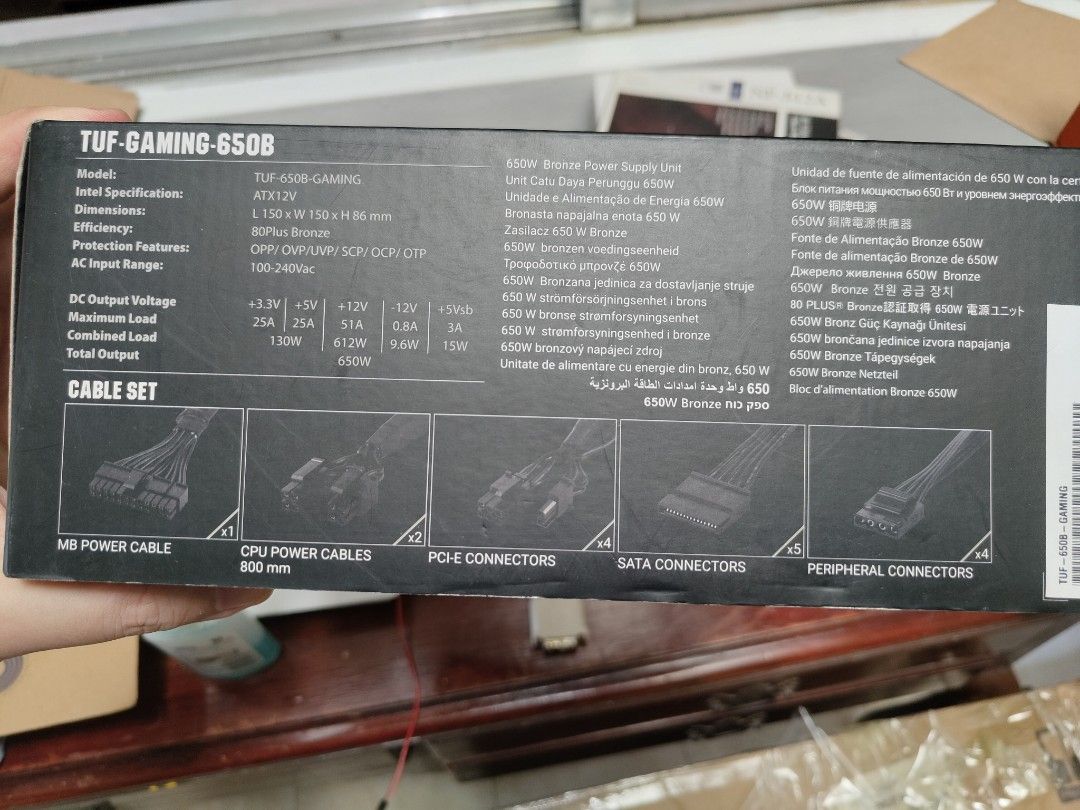 TUF-GAMING-650B
Model: TUF-650B-GAMING
Intel Specification: ATX12V
Dimensions: L 150 x W 150 x H 86 mm
Efficiency: 80Plus Bronze
Protection Features: OPP/ OVP/UVP/ SCP/ OCP/ OTP
AC Input Range: 100-240Vac
DC Output Voltage +3.3V +5V +12V -12V +5Vsb
Maximum Load 25A 25A 51A 0.8A 3A
Combined Load 130W 612W 9.6W 15W
Total Output 650W
650W Bronze Power Supply Unit
Unit Catu Daya Perunggu 650W
Unidade e Alimentação de Energia 650W
Bronasta napajalna enota 650 W
Zasilacz 650 W Bronze
650W bronzen voedingseenheid
Τροφοδοτικό μπρονζέ 650W
650W Bronzana jedinica za dostavljanje struje
650 W strömförsörjningsenhet i brons
650 W bronse strømforsyningsenhet
650 W strømforsyningsenhed i bronze
650W bronzový napájecí zdroj
Unitate de alimentare cu energie din bronz, 650 W
650 واط وحدة امدادات الطاقة البرونزية
ספק כוח 650W Bronze
Unidad de fuente de alimentación de 650 W con la
Блок питания мощностью 650 Вт и уровнем
650W 铜牌电源
650W 銅牌電源供應器
Fonte de Alimentação Bronze 650W
Fonte de Alimentação Bronze de 650W
Джерело живлення 650W Bronze
650W Bronze 전원 공급 장치
80 PLUS® Bronze認証取得 650W 電源ユニット
650W Bronz Güç Kaynağı Ünitesi
650W brončana jedinice izvora napajanja
650W Bronze Tápegységek
650W Bronze Netzteil
Bloc d'alimentation Bronze 650W
CABLE SET
x1
x2
x4
x5
x4
MB POWER CABLE
CPU POWER CABLES
800 mm
PCI-E CONNECTORS
SATA CONNECTORS
PERIPHERAL CONNECTORS
TUF-650B-GAMING